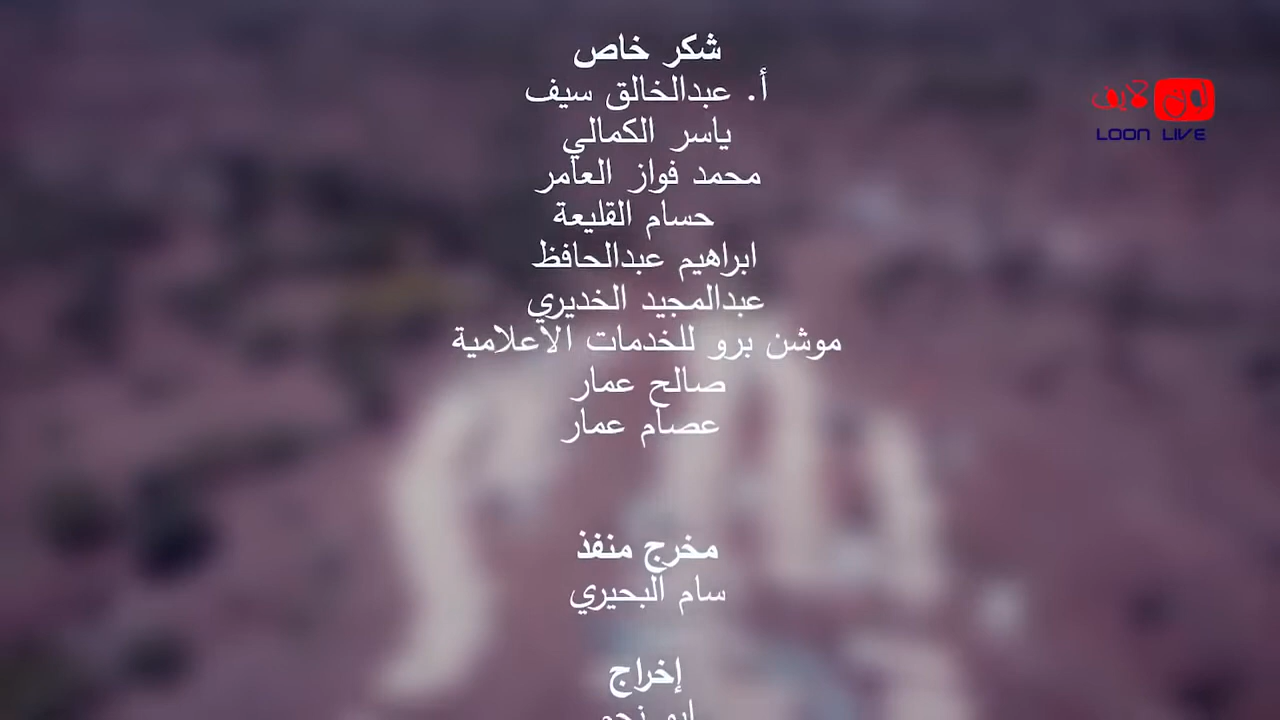 شكر خاص
أ. عبدالخالق سيف
ياسر الكمالي
محمد فواز العامر
حسام القليعة
ابراهيم عبدالحافظ
عبدالمجيد الخديري
موشن برو للخدمات الاعلامية
صالح عمار
عصام عمار
مخرج منفذ
سام البحيري
إخراج
لون لايف
LOON LIVE